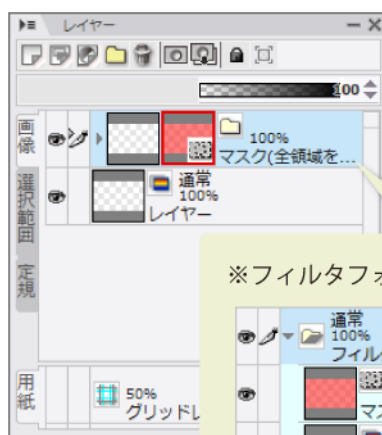 レイヤー
100
画像
選択範囲
定規
用紙
100%
マスク(全領域を...
通常
100%
レイヤー
50%
グリッドレ
※フィルタフォ
通常
100%
フィル
マス